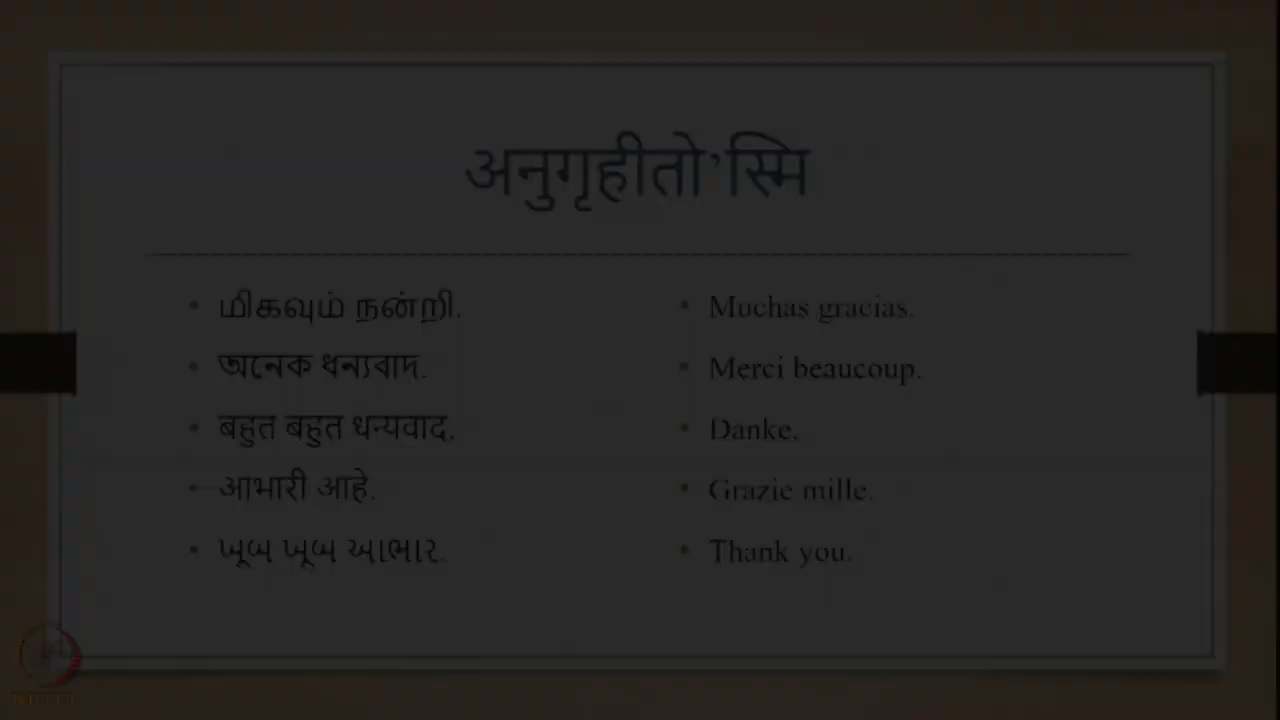 अनुगृहीतो’स्मि
மிகவும் நன்றி.
অনেক ধন্যবাদ.
बहुत बहुत धन्यवाद.
आभारी आहे.
ખૂબ ખૂબ આભાર.
Muchas gracias.
Merci beaucoup.
Danke.
Grazie mille.
Thank you.